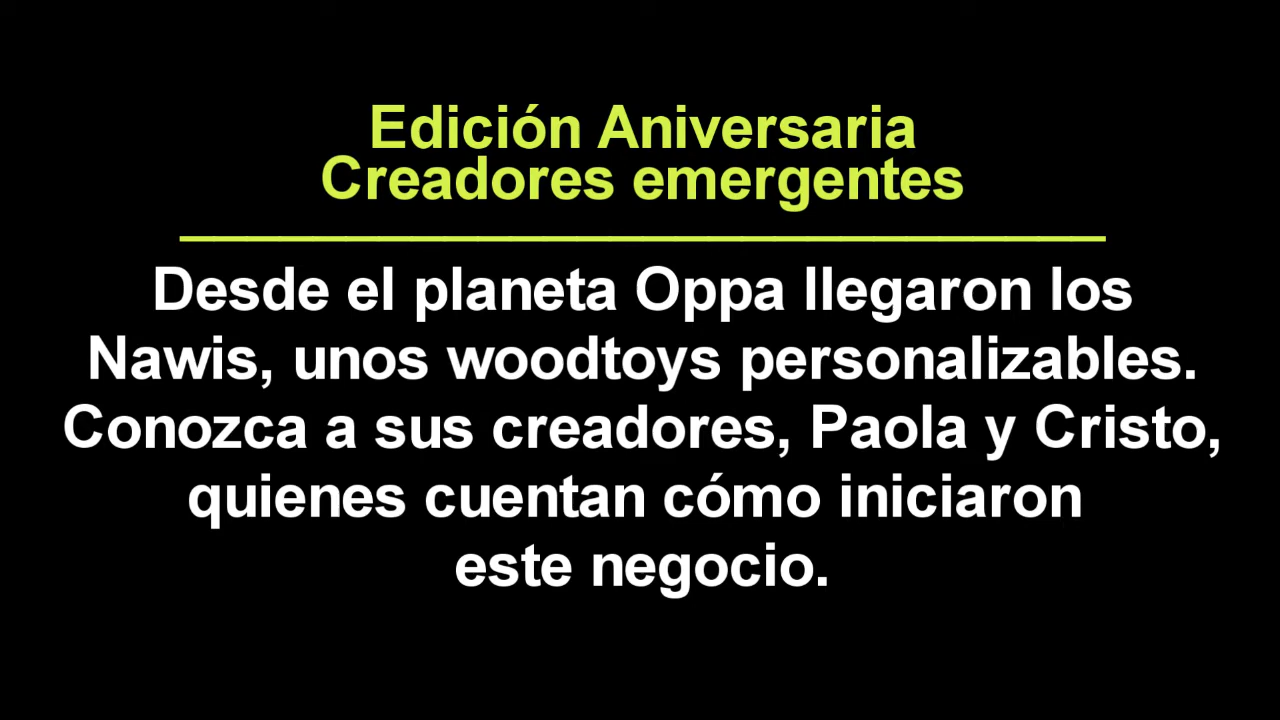 Edición Aniversaria
Creadores emergentes
Desde el planeta Oppa llegaron los
Nawis, unos woodtoys personalizables.
Conozca a sus creadores, Paola y Cristo,
quienes cuentan cómo iniciaron
este negocio.